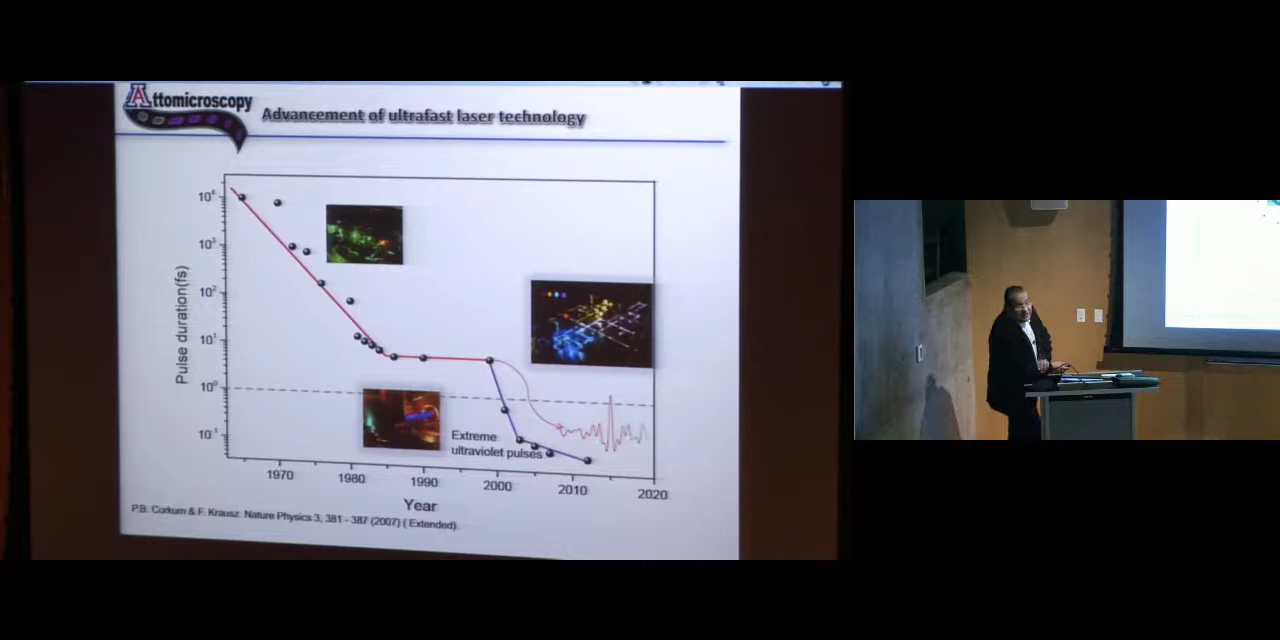 Attomicroscopy
Advancement of ultrafast laser technology
Pulse duration(fs)
10⁴
10³
10²
10¹
10⁰
10⁻¹
Extreme
ultraviolet pulses
1970
1980
1990
2000
2010
2020
Year
P.B. Corkum & F. Krausz. Nature Physics 3, 381 - 387 (2007) ( Extended)